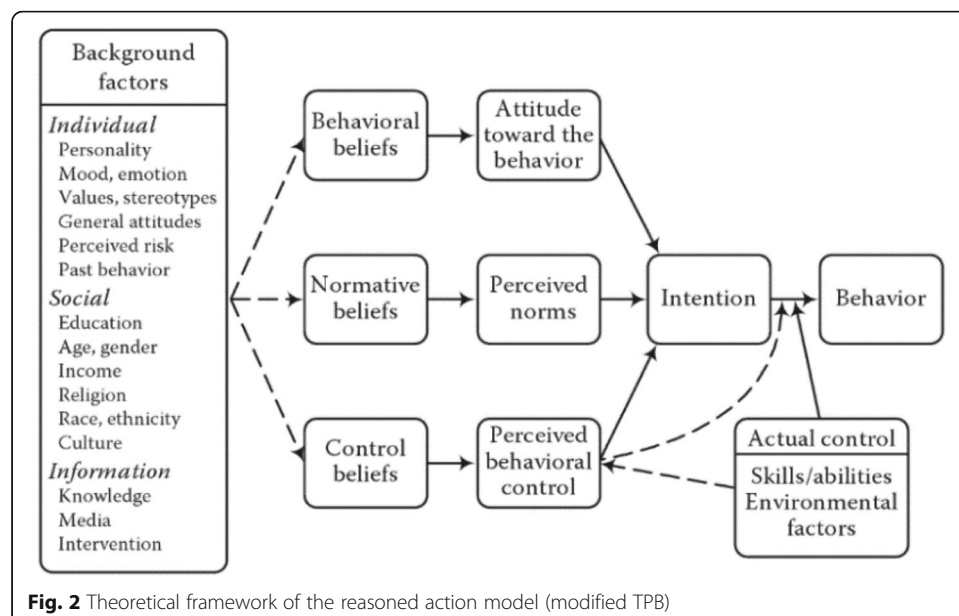 Background
factors
Individual
Personality
Mood, emotion
Values, stereotypes
General attitudes
Perceived risk
Past behavior
Social
Education
Age, gender
Income
Religion
Race, ethnicity
Culture
Information
Knowledge
Media
Intervention
Behavioral
beliefs
Attitude
toward the
behavior
Normative
beliefs
Perceived
norms
Intention
Behavior
Control
beliefs
Perceived
behavioral
control
Actual control
Skills/abilities
Environmental
factors
Fig. 2 Theoretical framework of the reasoned action model (modified TPB)